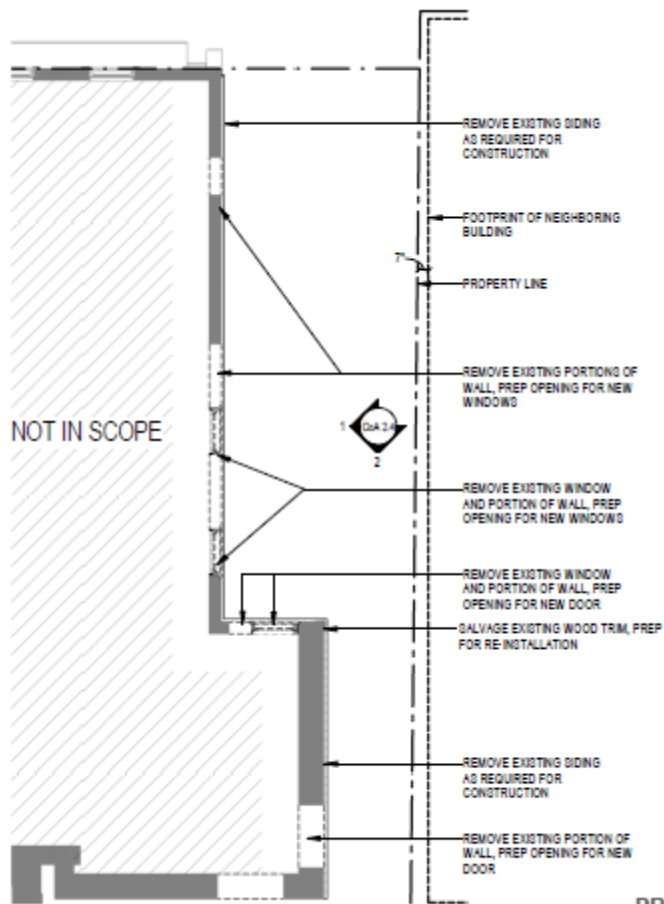 REMOVE EXISTING SIDING
AS REQUIRED FOR
CONSTRUCTION
FOOTPRINT OF NEIGHBORING
BUILDING
7"
PROPERTY LINE
REMOVE EXISTING PORTIONS OF
WALL, PREP OPENING FOR NEW
WINDOWS
NOT IN SCOPE
1
CoA 2.4
2
REMOVE EXISTING WINDOW
AND PORTION OF WALL, PREP
OPENING FOR NEW WINDOWS
REMOVE EXISTING WINDOW
AND PORTION OF WALL, PREP
OPENING FOR NEW DOOR
SALVAGE EXISTING WOOD TRIM, PREP
FOR RE-INSTALLATION
REMOVE EXISTING SIDING
AS REQUIRED FOR
CONSTRUCTION
REMOVE EXISTING PORTION OF
WALL, PREP OPENING FOR NEW
DOOR